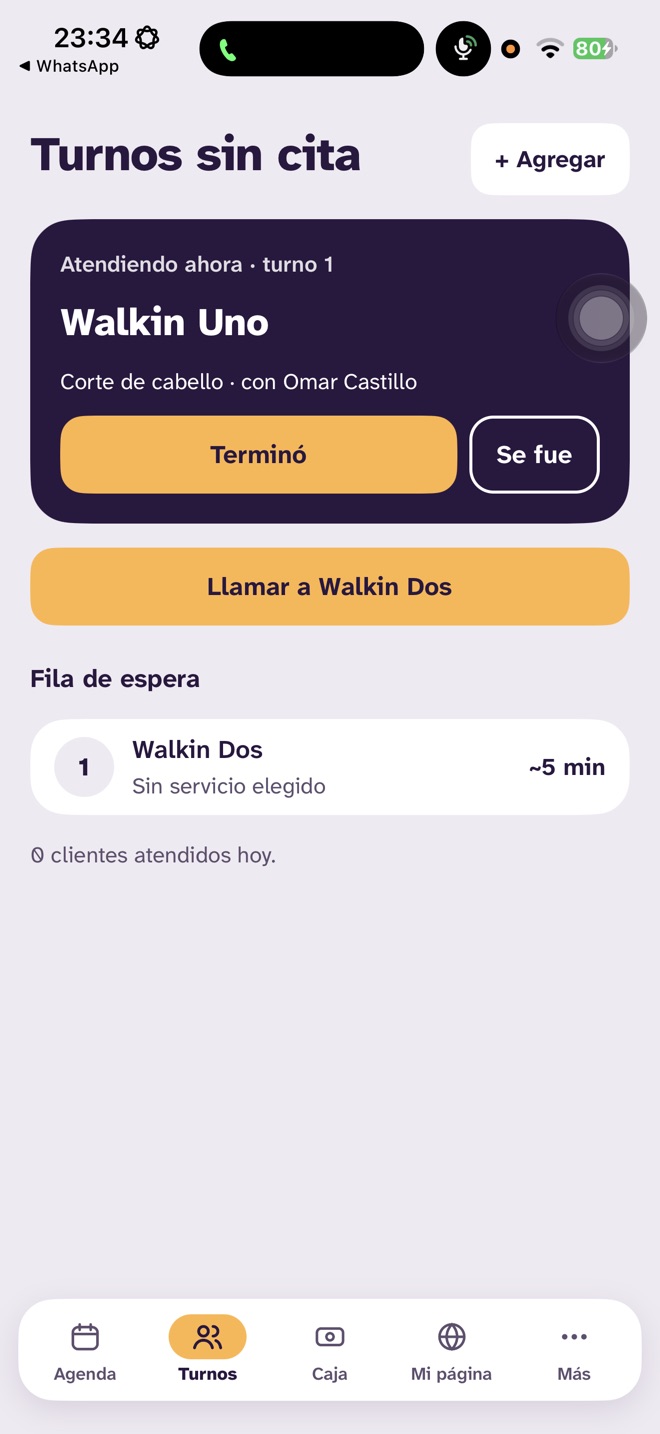 23:34
◀ WhatsApp
80
Turnos sin cita
+ Agregar
Atendiendo ahora · turno 1
Walkin Uno
Corte de cabello · con Omar Castillo
Terminó
Se fue
Llamar a Walkin Dos
Fila de espera
1
Walkin Dos
Sin servicio elegido
~5 min
0 clientes atendidos hoy.
Agenda
Turnos
Caja
Mi página
Más